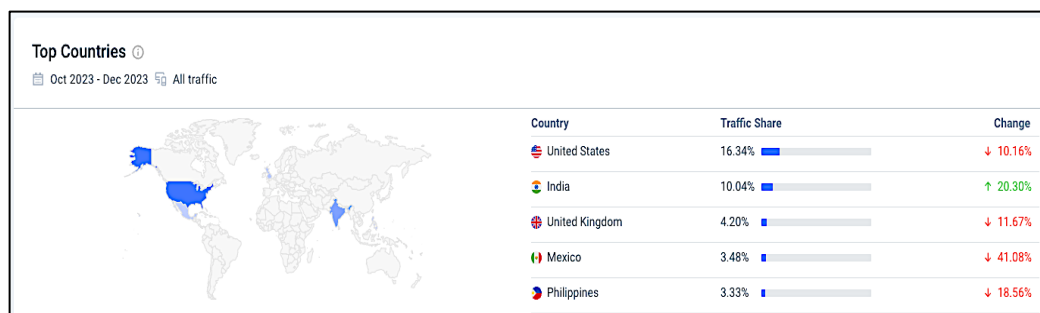 Top Countries
Oct 2023 - Dec 2023 All traffic
Country Traffic Share Change
United States 16.34% ↓ 10.16%
India 10.04% ↑ 20.30%
United Kingdom 4.20% ↓ 11.67%
Mexico 3.48% ↓ 41.08%
Philippines 3.33% ↓ 18.56%